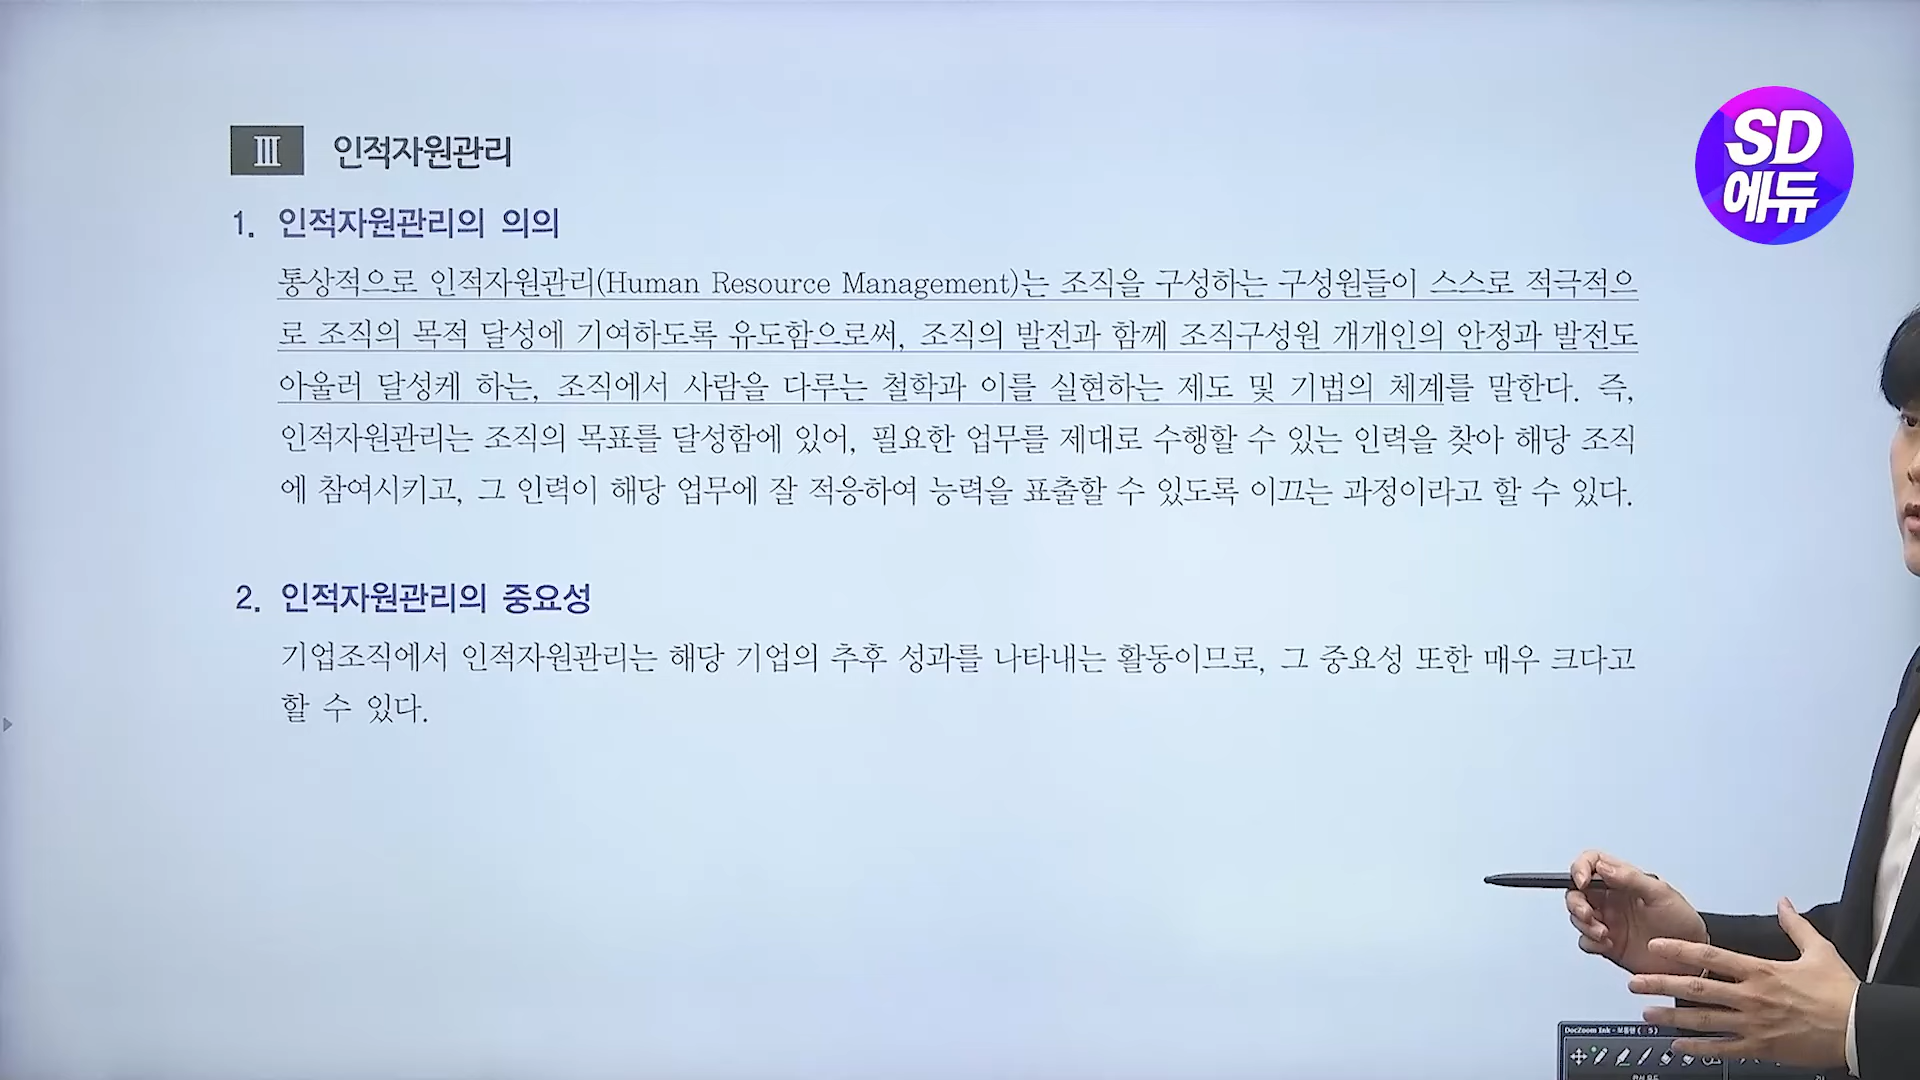 Ⅲ 인적자원관리
SD
에듀
1. 인적자원관리의 의의
통상적으로 인적자원관리(Human Resource Management)는 조직을 구성하는 구성원들이 스스로 적극적으
로 조직의 목적 달성에 기여하도록 유도함으로써, 조직의 발전과 함께 조직구성원 개개인의 안정과 발전도
아울러 달성케 하는, 조직에서 사람을 다루는 철학과 이를 실현하는 제도 및 기법의 체계를 말한다. 즉,
인적자원관리는 조직의 목표를 달성함에 있어, 필요한 업무를 제대로 수행할 수 있는 인력을 찾아 해당 조직
에 참여시키고, 그 인력이 해당 업무에 잘 적응하여 능력을 표출할 수 있도록 이끄는 과정이라고 할 수 있다.
2. 인적자원관리의 중요성
기업조직에서 인적자원관리는 해당 기업의 추후 성과를 나타내는 활동이므로, 그 중요성 또한 매우 크다고
할 수 있다.
DocZoom Ink - 보통펜 ( 5 )